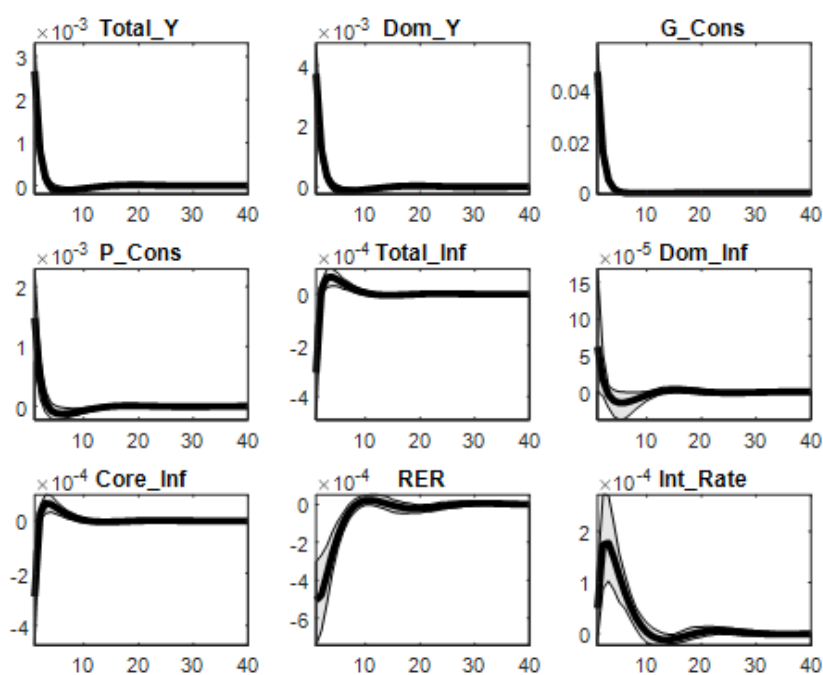 ×10⁻³ Total_Y
3
2
1
0
10 20 30 40
×10⁻³ Dom_Y
4
2
0
10 20 30 40
G_Cons
0.04
0.02
0
10 20 30 40
×10⁻³ P_Cons
2
1
0
10 20 30 40
×10⁻⁴ Total_Inf
0
-2
-4
10 20 30 40
×10⁻⁵ Dom_Inf
15
10
5
0
10 20 30 40
×10⁻⁴ Core_Inf
0
-2
-4
10 20 30 40
×10⁻⁴ RER
0
-2
-4
-6
10 20 30 40
×10⁻⁴ Int_Rate
2
1
0
10 20 30 40